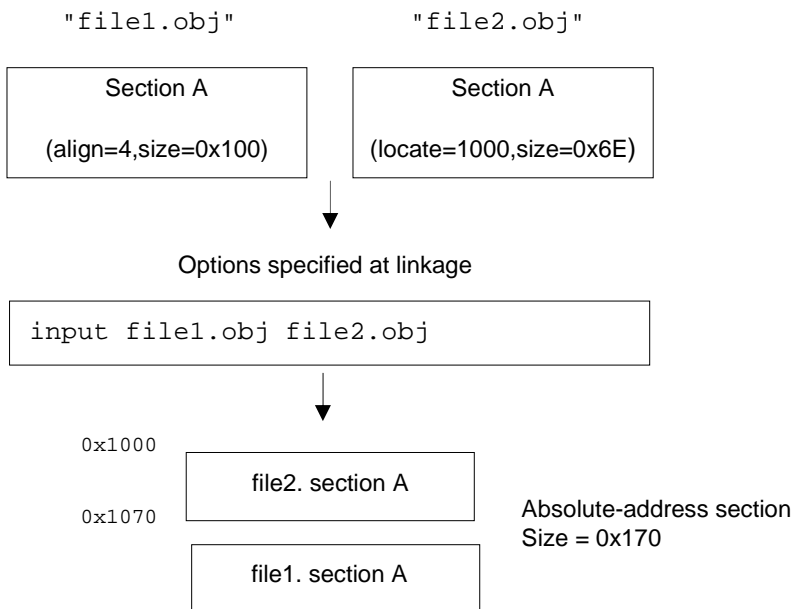 "file1.obj"
"file2.obj"
Section A
(align=4,size=0x100)
Section A
(locate=1000,size=0x6E)
Options specified at linkage
input file1.obj file2.obj
0x1000
file2. section A
0x1070
Absolute-address section
Size = 0x170
file1. section A